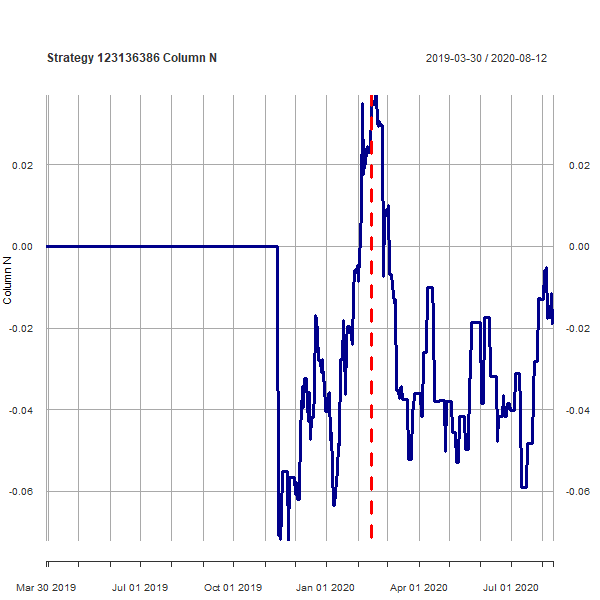 Strategy 123136386 Column N
2019-03-30 / 2020-08-12
0.02
0.02
0.00
0.00
Column N
-0.02
-0.02
-0.04
-0.04
-0.06
-0.06
Mar 30 2019
Jul 01 2019
Oct 01 2019
Jan 01 2020
Apr 01 2020
Jul 01 2020